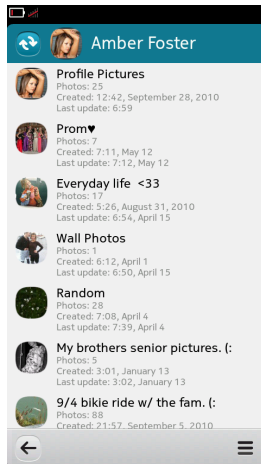 Amber Foster
Profile Pictures
Photos: 25
Created: 12:42, September 28, 2010
Last update: 6:59
Prom♥
Photos: 7
Created: 7:11, May 12
Last update: 7:12, May 12
Everyday life <33
Photos: 17
Created: 5:26, August 31, 2010
Last update: 6:54, April 15
Wall Photos
Photos: 1
Created: 6:12, April 1
Last update: 6:50, April 15
Random
Photos: 28
Created: 7:08, April 4
Last update: 7:39, April 4
My brothers senior pictures. (:
Photos: 5
Created: 3:01, January 13
Last update: 3:02, January 13
9/4 bikie ride w/ the fam. (:
Photos: 88
Created: 21:57, September 5, 2010